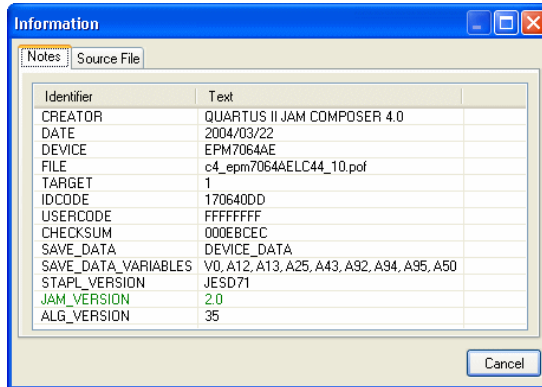 Information
Notes Source File
Identifier Text
CREATOR QUARTUS II JAM COMPOSER 4.0
DATE 2004/03/22
DEVICE EPM7064AE
FILE c4_epm7064AELC44_10.pof
TARGET 1
IDCODE 170640DD
USERCODE FFFFFFFF
CHECKSUM 000EBCEC
SAVE_DATA DEVICE_DATA
SAVE_DATA_VARIABLES V0, A12, A13, A25, A43, A92, A94, A95, A50
STAPL_VERSION JESD71
JAM_VERSION 2.0
ALG_VERSION 35
Cancel